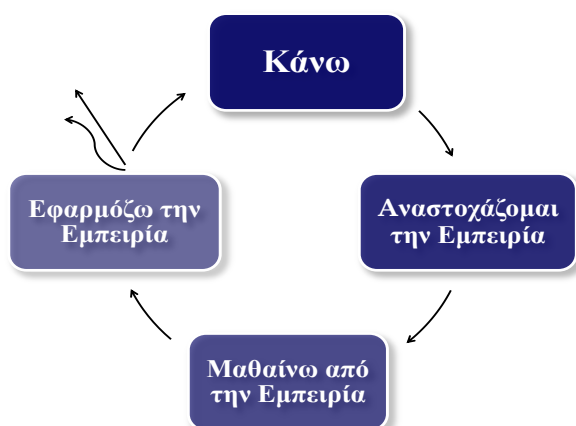 Κάνω
Αναστοχάζομαι
την Εμπειρία
Μαθαίνω από
την Εμπειρία
Εφαρμόζω την
Εμπειρία